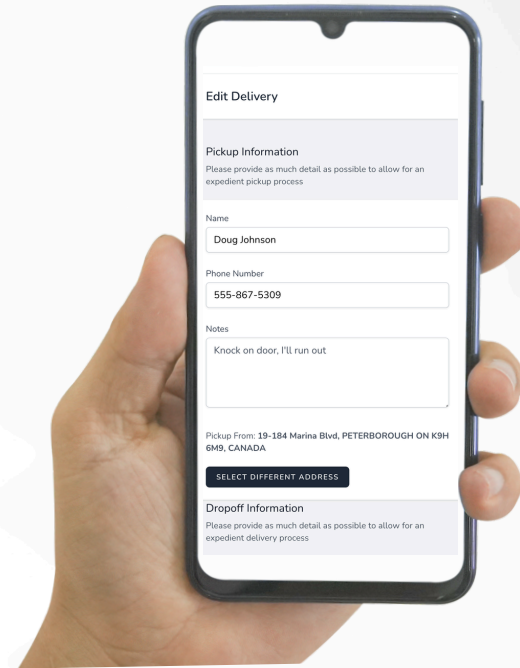 Edit Delivery
Pickup Information
Please provide as much detail as possible to allow for an
expedient pickup process
Name
Doug Johnson
Phone Number
555-867-5309
Notes
Knock on door, I'll run out
Pickup From: 19-184 Marina Blvd, PETERBOROUGH ON K9H
6M9, CANADA
SELECT DIFFERENT ADDRESS
Dropoff Information
Please provide as much detail as possible to allow for an
expedient delivery process